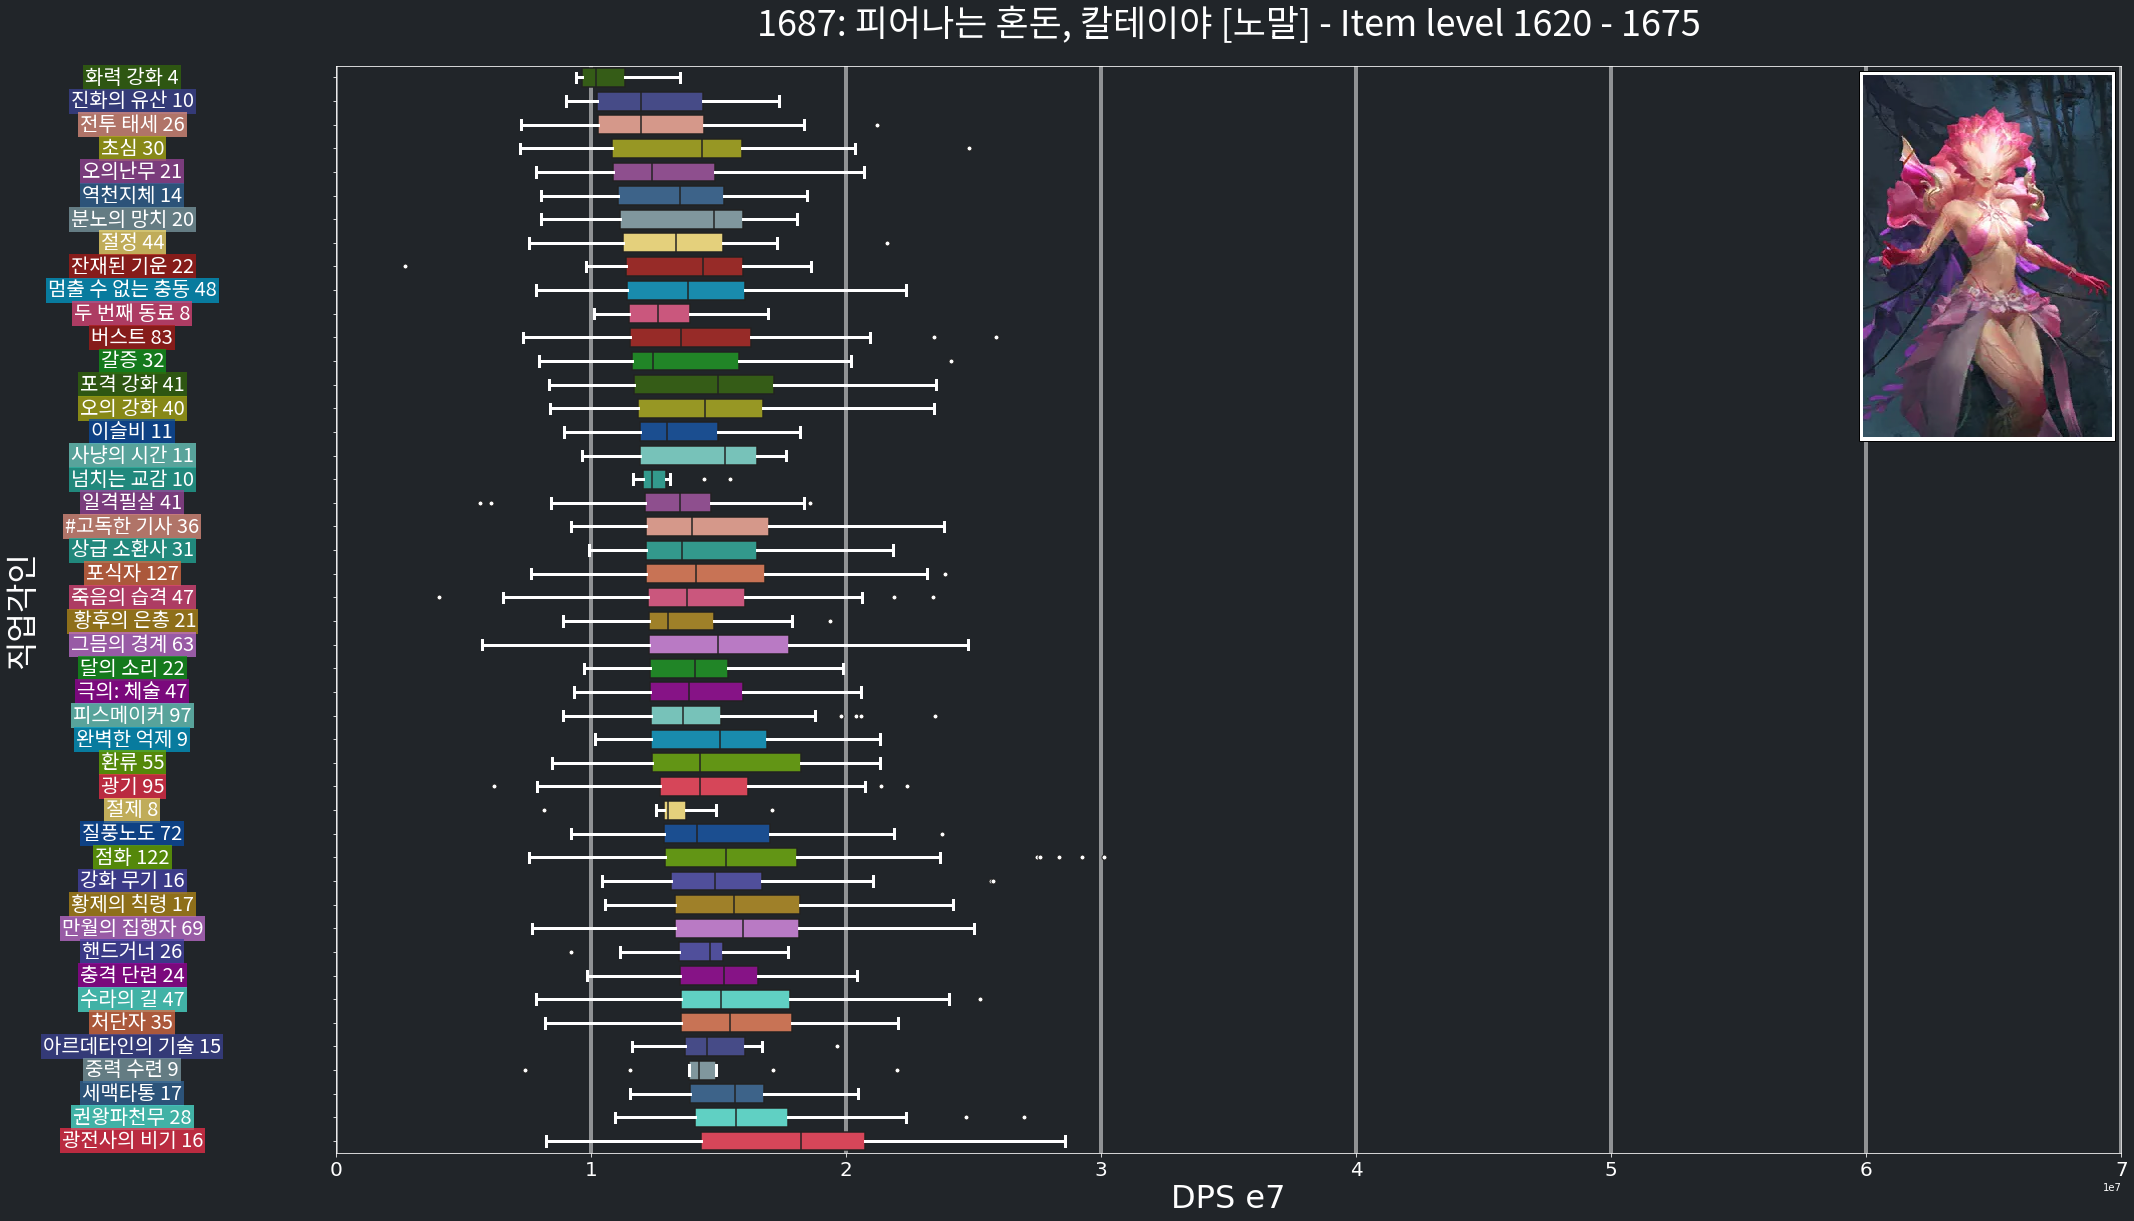 1687: 피어나는 혼돈, 칼테이야 [노말] - Item level 1620 - 1675
직업각인
화력 강화 4
진화의 유산 10
전투 태세 26
초심 30
오의난무 21
역천지체 14
분노의 망치 20
절정 44
잔재된 기운 22
멈출 수 없는 충동 48
두 번째 동료 8
버스트 83
갈증 32
포격 강화 41
오의 강화 40
이슬비 11
사냥의 시간 11
넘치는 교감 10
일격필살 41
#고독한 기사 36
상급 소환사 31
포식자 127
죽음의 습격 47
황후의 은총 21
그믐의 경계 63
달의 소리 22
극의: 체술 47
피스메이커 97
완벽한 억제 9
환류 55
광기 95
절제 8
질풍노도 72
점화 122
강화 무기 16
황제의 칙령 17
만월의 집행자 69
핸드거너 26
충격 단련 24
수라의 길 47
처단자 35
아르데타인의 기술 15
중력 수련 9
세맥타통 17
권왕파천무 28
광전사의 비기 16
0 1 2 3 4 5 6 7
DPS e7
1e7